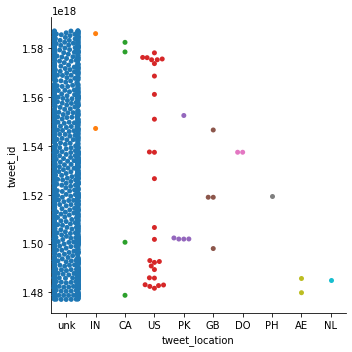 1e18
1.58
1.56
1.54
1.52
1.50
1.48
tweet_id
unk IN CA US PK GB DO PH AE NL
tweet_location